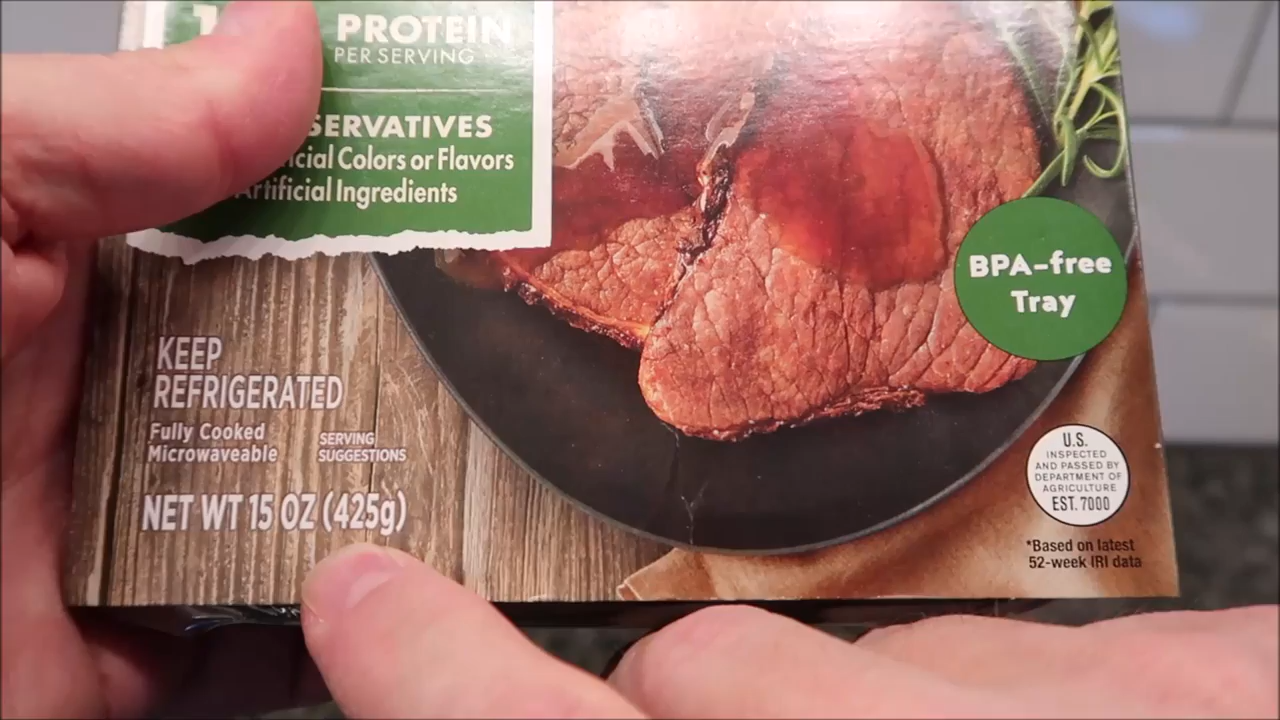 PROTEIN
PER SERVING
SERVATIVES
icial Colors or Flavors
Artificial Ingredients
BPA-free
Tray
KEEP
REFRIGERATED
Fully Cooked
Microwaveable
SERVING
SUGGESTIONS
NET WT 15 OZ (425g)
U.S.
INSPECTED
AND PASSED BY
DEPARTMENT OF
AGRICULTURE
EST. 7000
*Based on latest
52-week IRI data